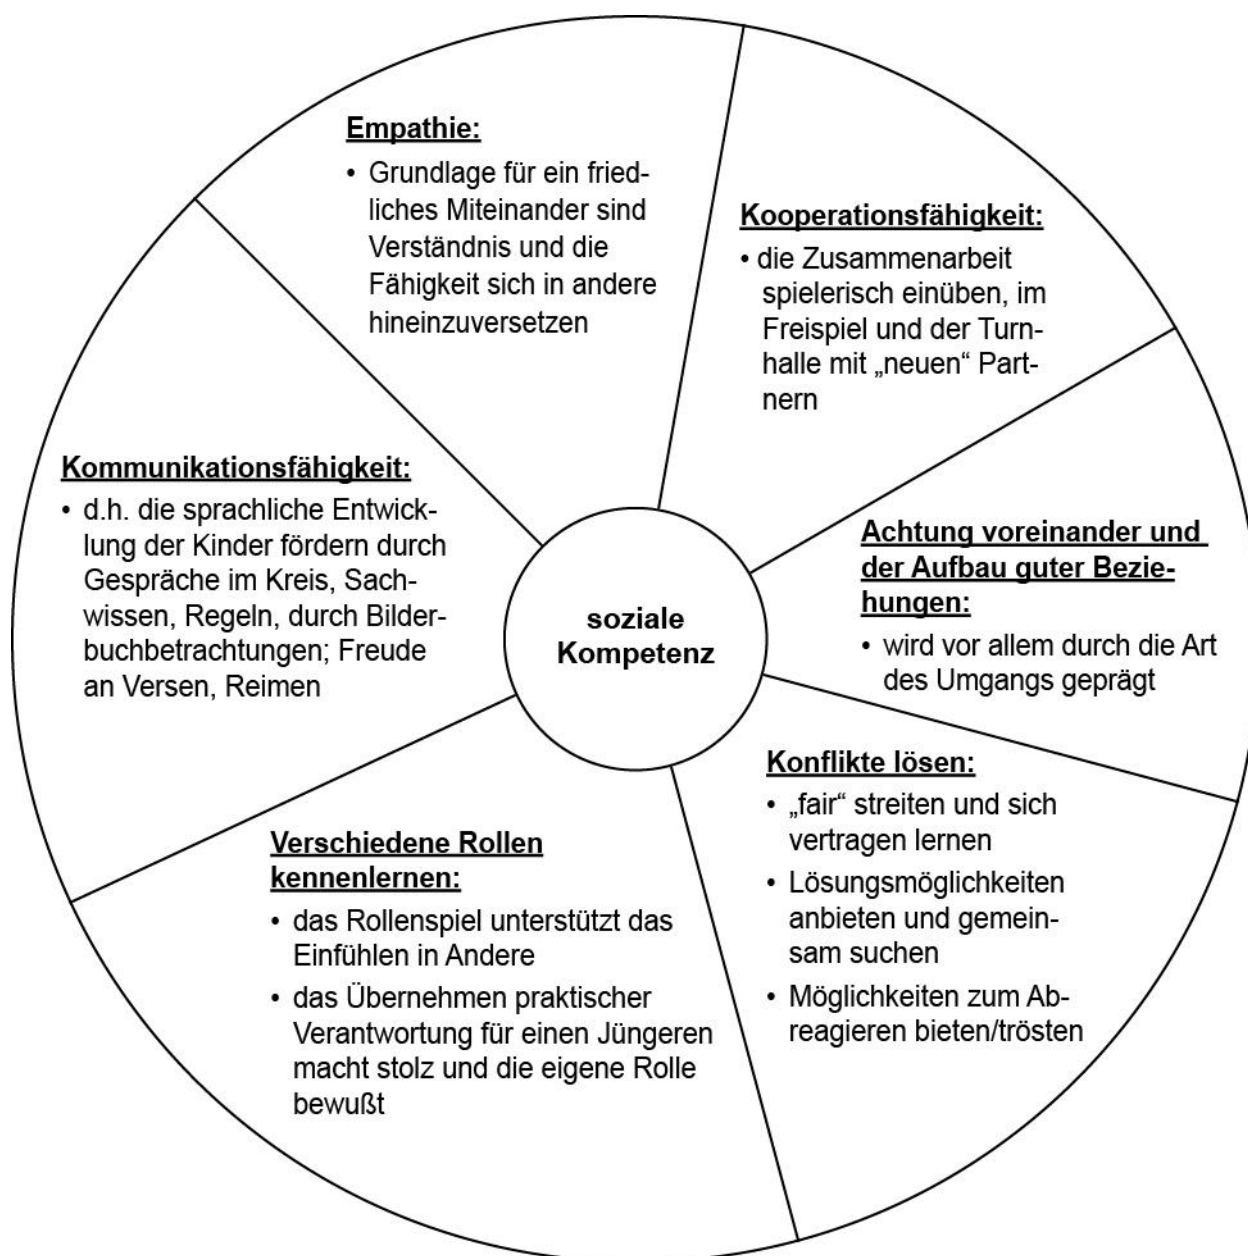 Empathie:
• Grundlage für ein fried-
liches Miteinander sind
Verständnis und die
Fähigkeit sich in andere
hineinzuversetzen
Kooperationsfähigkeit:
• die Zusammenarbeit
spielerisch einüben, im
Freispiel und der Turn-
halle mit „neuen“ Part-
nern
Achtung voreinander und
der Aufbau guter Bezie-
hungen:
• wird vor allem durch die Art
des Umgangs geprägt
Konflikte lösen:
• „fair“ streiten und sich
vertragen lernen
• Lösungsmöglichkeiten
anbieten und gemein-
sam suchen
• Möglichkeiten zum Ab-
reagieren bieten/trösten
Verschiedene Rollen
kennenlernen:
• das Rollenspiel unterstützt das
Einfühlen in Andere
• das Übernehmen praktischer
Verantwortung für einen Jüngeren
macht stolz und die eigene Rolle
bewußt
Kommunikationsfähigkeit:
• d.h. die sprachliche Entwick-
lung der Kinder fördern durch
Gespräche im Kreis, Sach-
wissen, Regeln, durch Bilder-
buchbetrachtungen; Freude
an Versen, Reimen
soziale
Kompetenz